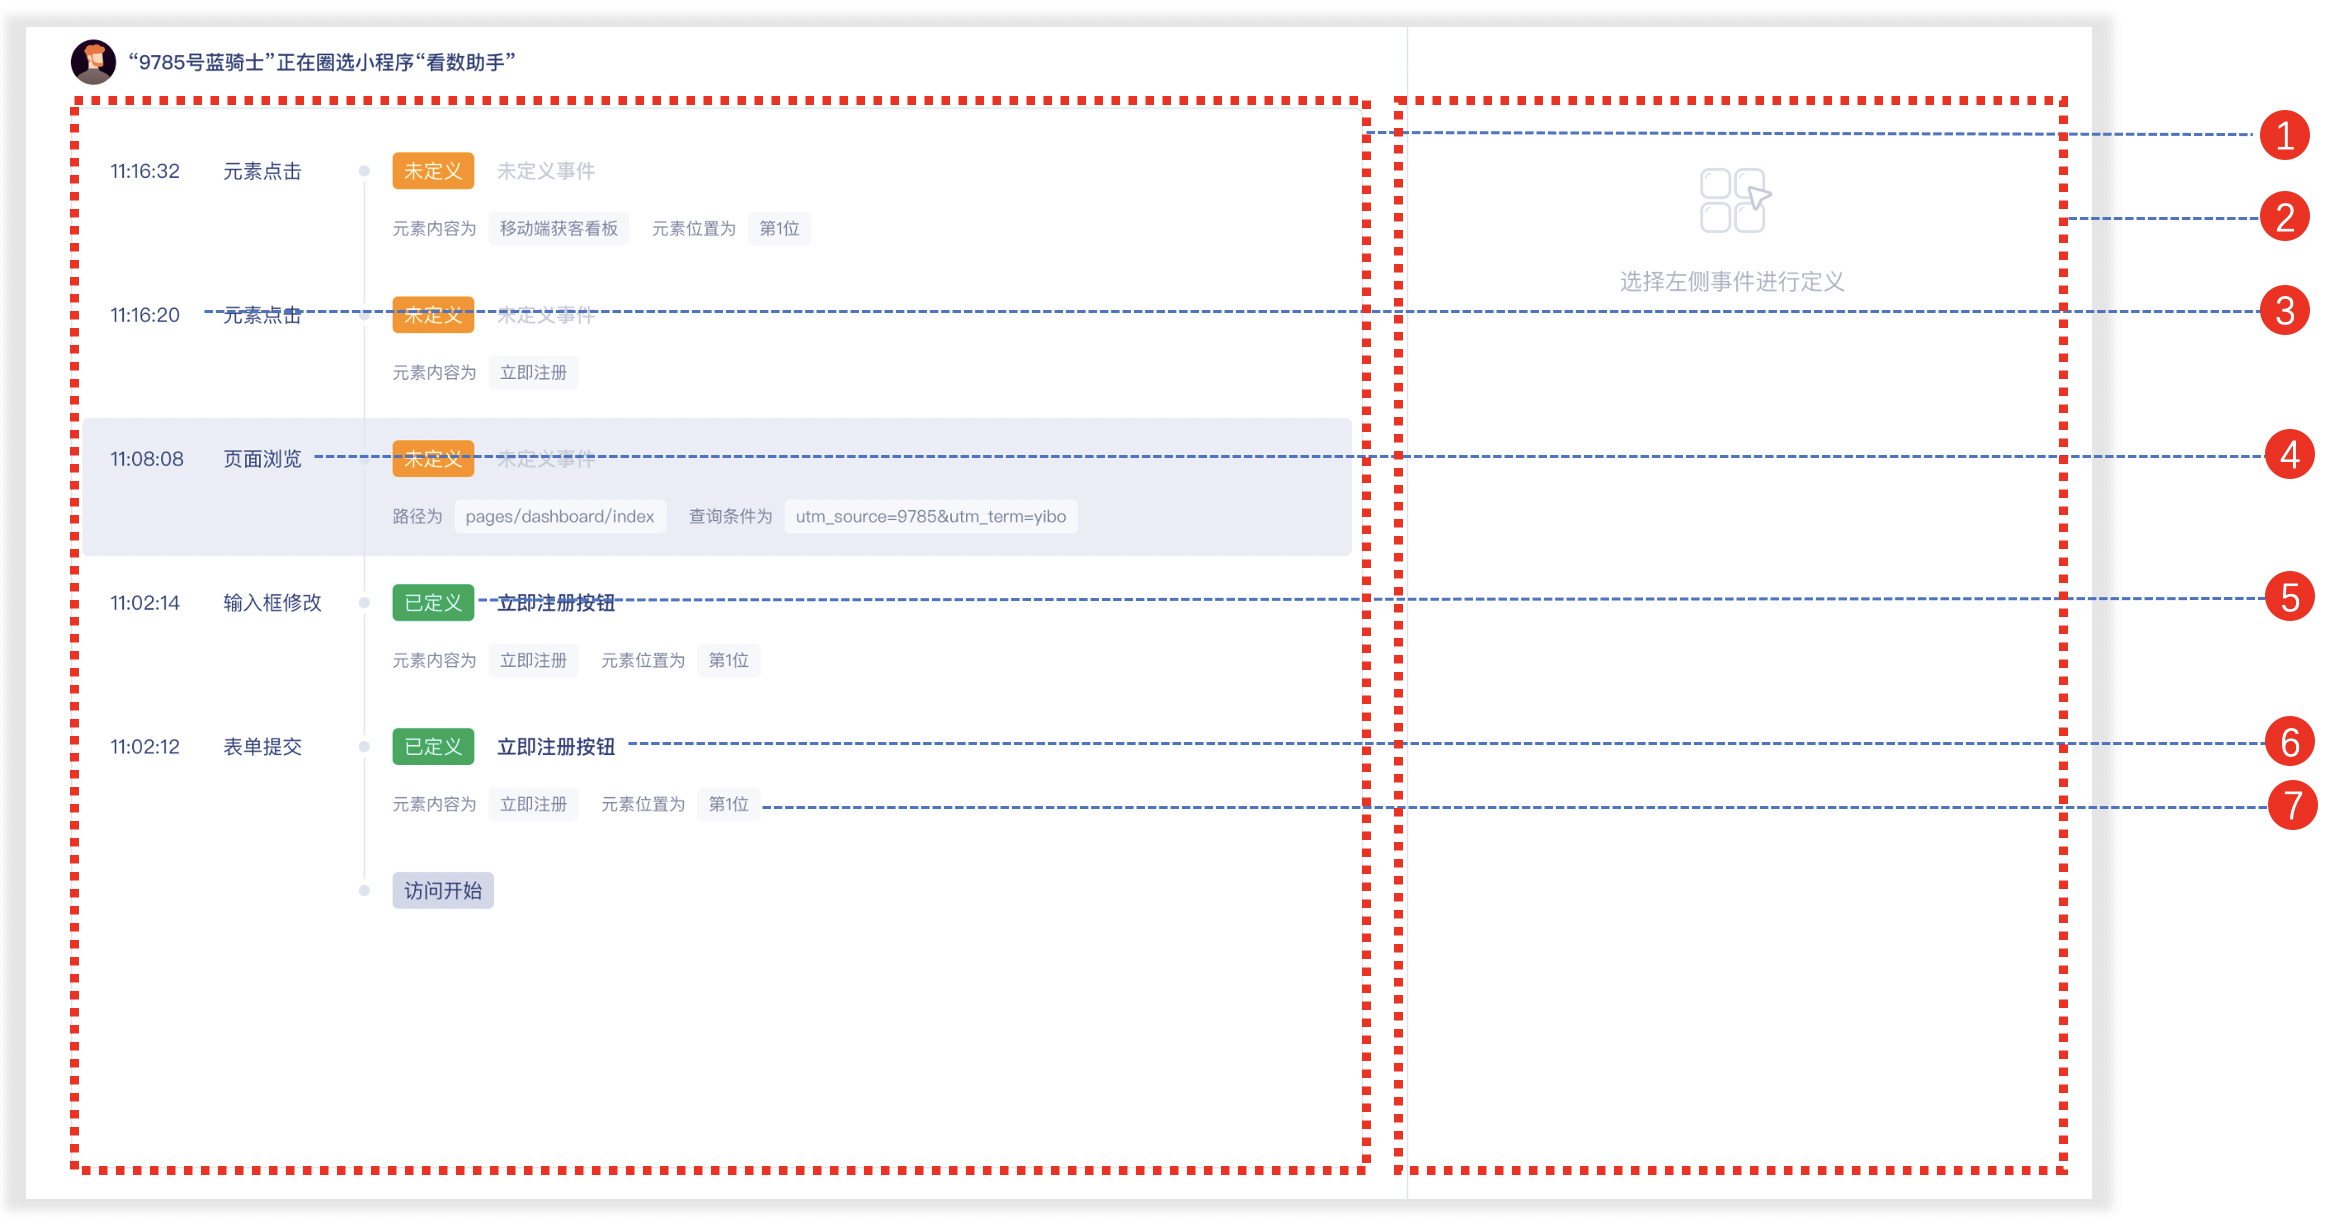 “9785号蓝骑士”正在圈选小程序“看数助手”
11:16:32 元素点击 未定义 未定义事件
元素内容为 移动端获客看板 元素位置为 第1位
11:16:20 元素点击 未定义 未定义事件
元素内容为 立即注册
11:08:08 页面浏览 未定义 未定义事件
路径为 pages/dashboard/index 查询条件为 utm_source=9785&utm_term=yibo
11:02:14 输入框修改 已定义 立即注册按钮
元素内容为 立即注册 元素位置为 第1位
11:02:12 表单提交 已定义 立即注册按钮
元素内容为 立即注册 元素位置为 第1位
访问开始
选择左侧事件进行定义
1
2
3
4
5
6
7